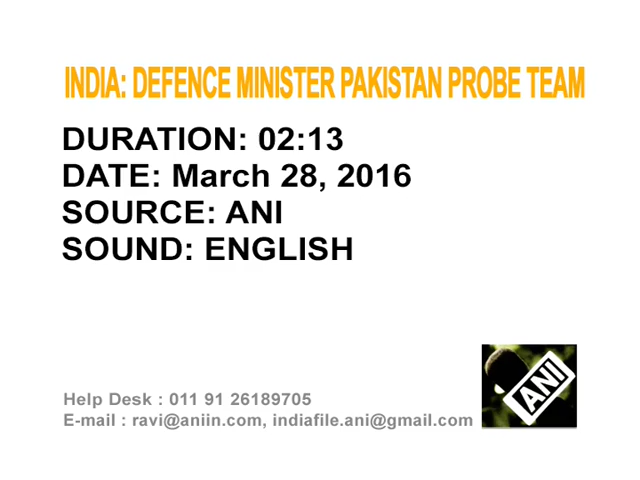 INDIA: DEFENCE MINISTER PAKISTAN PROBE TEAM
DURATION: 02:13
DATE: March 28, 2016
SOURCE: ANI
SOUND: ENGLISH
Help Desk : 011 91 26189705
E-mail : ravi@aniin.com, indiafile.ani@gmail.com
ANI